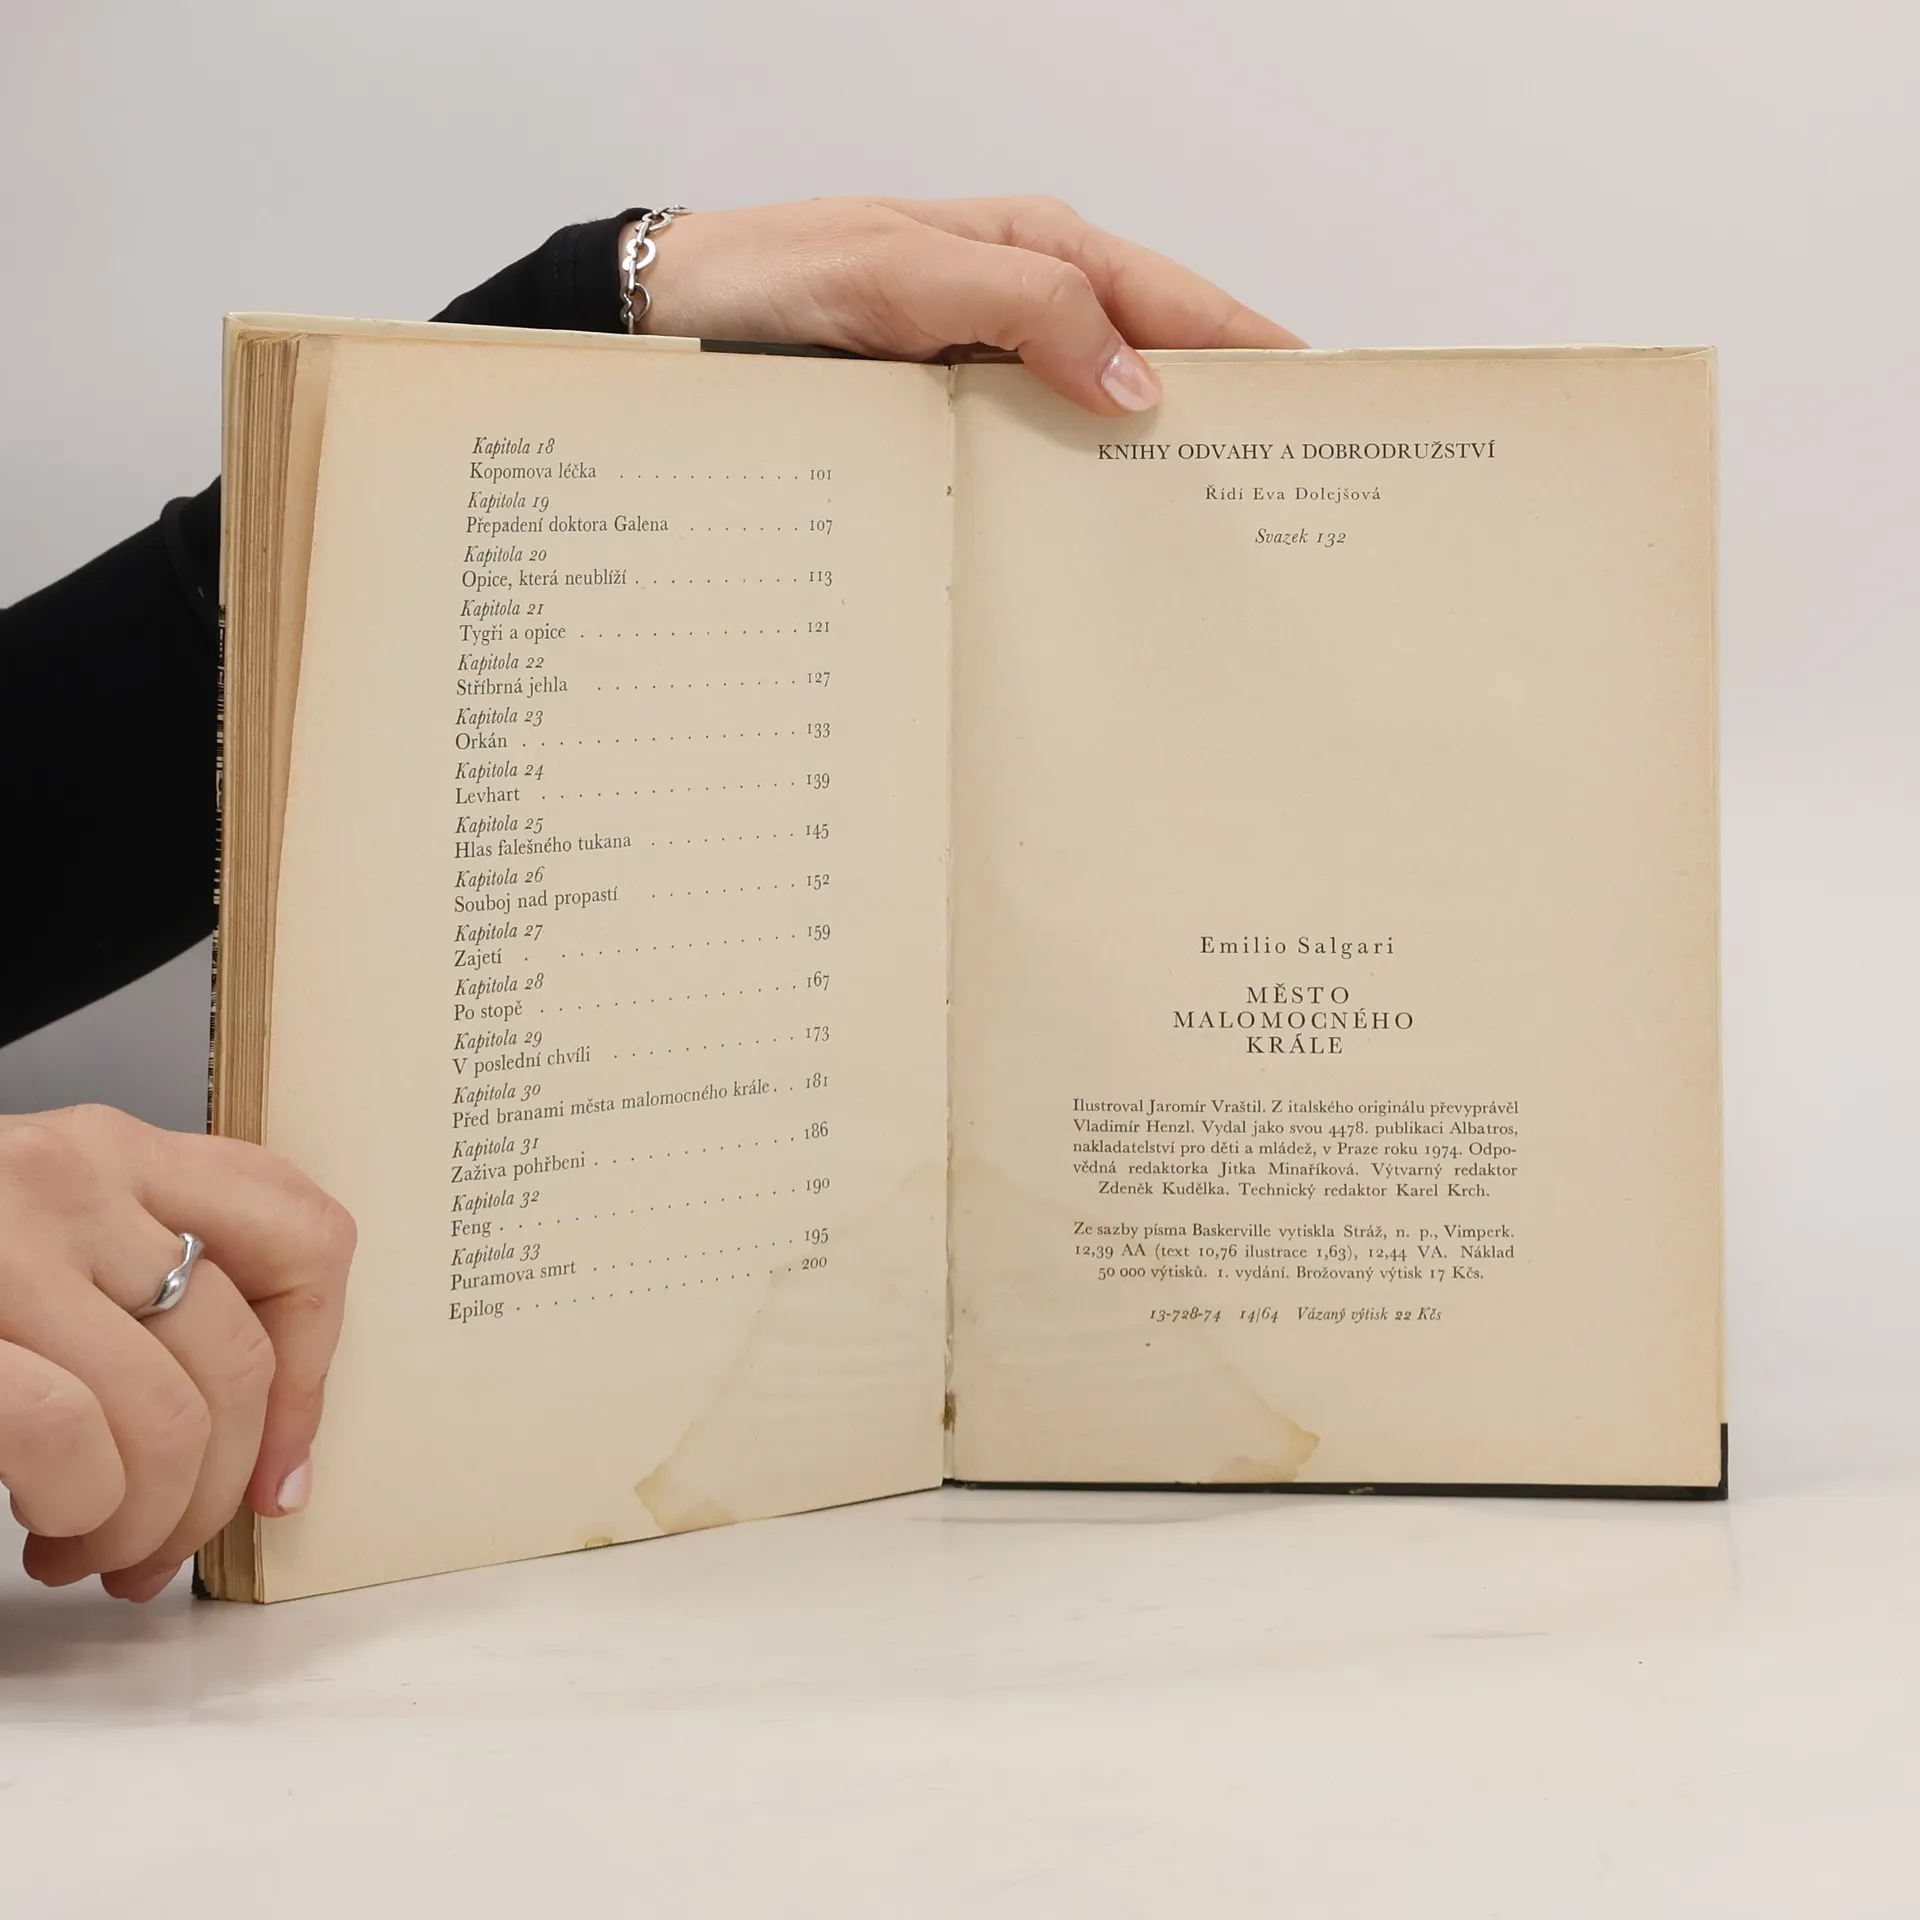 Kapitola 18
Kopomova léčka . . . . . . . . . . . 101
Kapitola 19
Přepadení doktora Galena . . . . . . . 107
Kapitola 20
Opice, která neublíží . . . . . . . . . . 113
Kapitola 21
Tygři a opice . . . . . . . . . . . . . 121
Kapitola 22
Stříbrná jehla . . . . . . . . . . . . 127
Kapitola 23
Orkán . . . . . . . . . . . . . . . . 133
Kapitola 24
Levhart . . . . . . . . . . . . . . . 139
Kapitola 25
Hlas falešného tukana . . . . . . . . . 145
Kapitola 26
Souboj nad propastí . . . . . . . . . 152
Kapitola 27
Zajetí . . . . . . . . . . . . . . . 159
Kapitola 28
Po stopě . . . . . . . . . . . . . . . 167
Kapitola 29
V poslední chvíli . . . . . . . . . . . 173
Kapitola 30
Před branami města malomocného krále . . 181
Kapitola 31
Zaživa pohřbeni . . . . . . . . . . . . 186
Kapitola 32
Feng . . . . . . . . . . . . . . . . . 190
Kapitola 33
Puramova smrt . . . . . . . . . . . . 195
Epilog . . . . . . . . . . . . . . . . 200
KNIHY ODVAHY A DOBRODRUŽSTVÍ
Řídí Eva Dolejšová
Svazek 132
Emilio Salgari
MĚSTO
MALOMOCNÉHO
KRÁLE
Ilustroval Jaromír Vraštil. Z italského originálu převyprávěl
Vladimír Henzl. Vydal jako svou 4478. publikaci Albatros,
nakladatelství pro děti a mládež, v Praze roku 1974. Odpo-
vědná redaktorka Jitka Minaříková. Výtvarný redaktor
Zdeněk Kudělka. Technický redaktor Karel Krch.
Ze sazby písma Baskerville vytiskla Stráž, n. p., Vimperk.
12,39 AA (text 10,76 ilustrace 1,63), 12,44 VA. Náklad
50 000 výtisků. 1. vydání. Brožovaný výtisk 17 Kčs.
13-728-74 14/64 Vázaný výtisk 22 Kčs